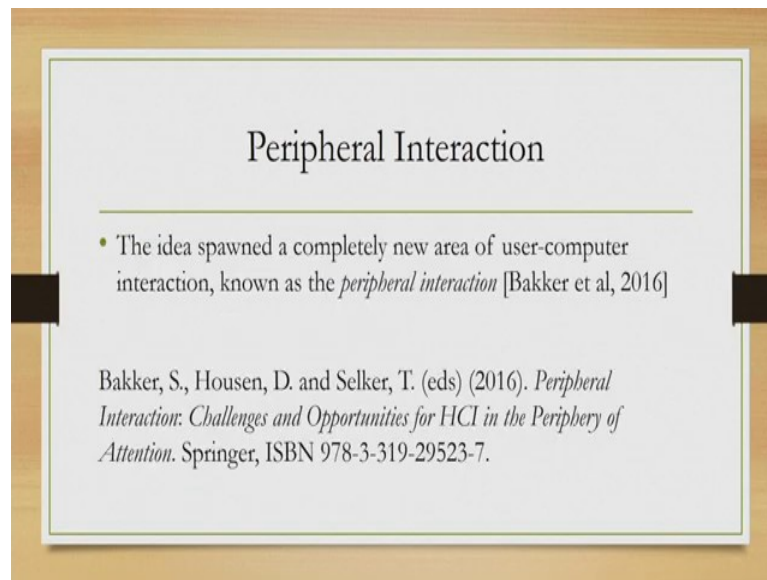 Peripheral Interaction
• The idea spawned a completely new area of user-computer
interaction, known as the peripheral interaction [Bakker et al, 2016]
Bakker, S., Housen, D. and Selker, T. (eds) (2016). Peripheral
Interaction: Challenges and Opportunities for HCI in the Periphery of
Attention. Springer, ISBN 978-3-319-29523-7.